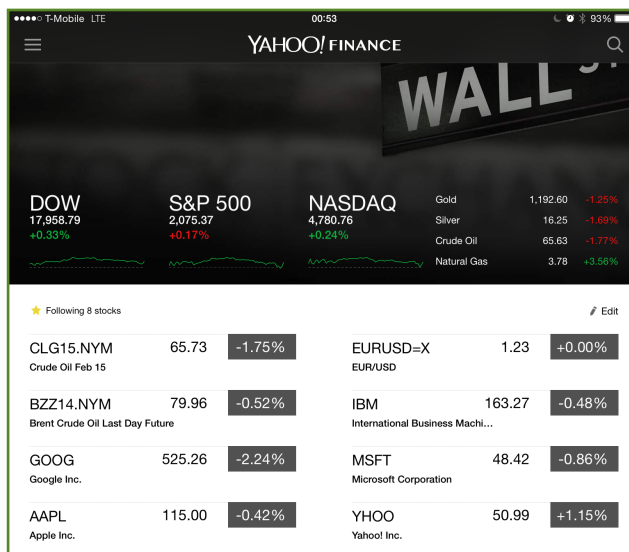 T-Mobile LTE 00:53 93%
YAHOO! FINANCE
WALL ST
DOW
17,958.79
+0.33%
S&P 500
2,075.37
+0.17%
NASDAQ
4,780.76
+0.24%
Gold 1,192.60 -1.25%
Silver 16.25 -1.69%
Crude Oil 65.63 -1.77%
Natural Gas 3.78 +3.56%
Following 8 stocks
Edit
CLG15.NYM 65.73 -1.75%
Crude Oil Feb 15
EURUSD=X 1.23 +0.00%
EUR/USD
BZZ14.NYM 79.96 -0.52%
Brent Crude Oil Last Day Future
IBM 163.27 -0.48%
International Business Machi...
GOOG 525.26 -2.24%
Google Inc.
MSFT 48.42 -0.86%
Microsoft Corporation
AAPL 115.00 -0.42%
Apple Inc.
YHOO 50.99 +1.15%
Yahoo! Inc.